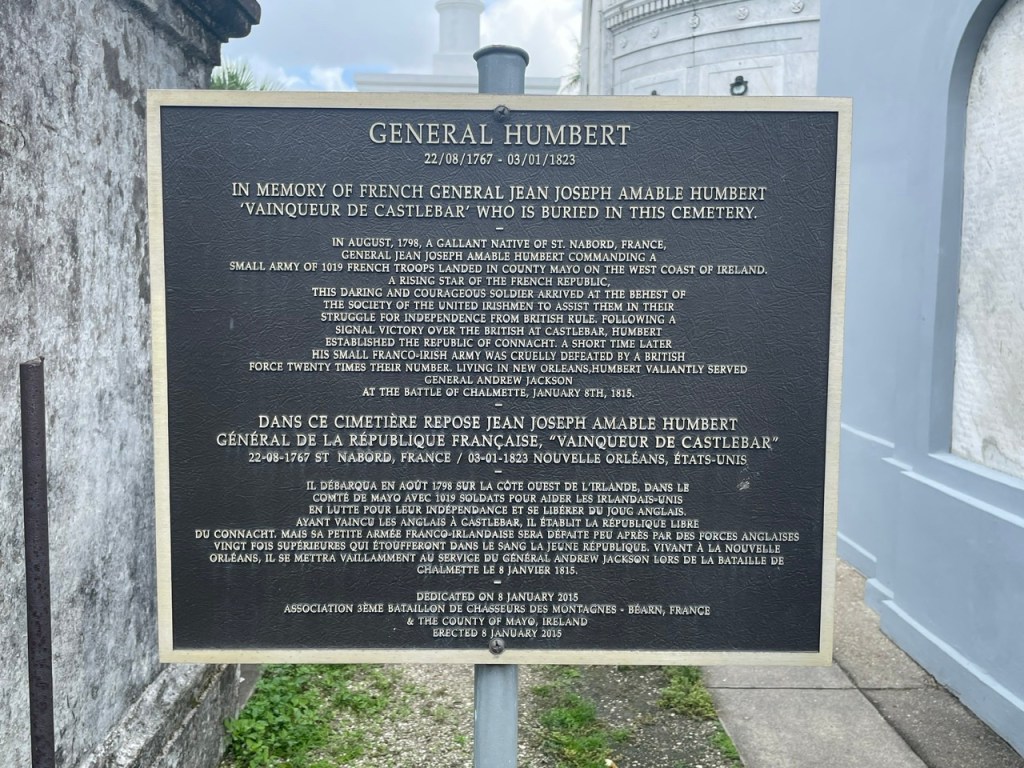 GENERAL HUMBERT
22/08/1767 - 03/01/1823
IN MEMORY OF FRENCH GENERAL JEAN JOSEPH AMABLE HUMBERT
'VAINQUEUR DE CASTLEBAR' WHO IS BURIED IN THIS CEMETERY.
–
IN AUGUST, 1798, A GALLANT NATIVE OF ST. NABORD, FRANCE,
GENERAL JEAN JOSEPH AMABLE HUMBERT COMMANDING A
SMALL ARMY OF 1019 FRENCH TROOPS LANDED IN COUNTY MAYO ON THE WEST COAST OF IRELAND.
A RISING STAR OF THE FRENCH REPUBLIC,
THIS DARING AND COURAGEOUS SOLDIER ARRIVED AT THE BEHEST OF
THE SOCIETY OF THE UNITED IRISHMEN TO ASSIST THEM IN THEIR
STRUGGLE FOR INDEPENDENCE FROM BRITISH RULE. FOLLOWING A
SIGNAL VICTORY OVER THE BRITISH AT CASTLEBAR, HUMBERT
ESTABLISHED THE REPUBLIC OF CONNACHT. A SHORT TIME LATER
HIS SMALL FRANCO-IRISH ARMY WAS CRUELLY DEFEATED BY A BRITISH
FORCE TWENTY TIMES THEIR NUMBER. LIVING IN NEW ORLEANS,HUMBERT VALIANTLY SERVED
GENERAL ANDREW JACKSON
AT THE BATTLE OF CHALMETTE, JANUARY 8TH, 1815.
–
DANS CE CIMETIÈRE REPOSE JEAN JOSEPH AMABLE HUMBERT
GÉNÉRAL DE LA RÉPUBLIQUE FRANÇAISE, "VAINQUEUR DE CASTLEBAR"
22-08-1767 ST NABORD, FRANCE / 03-01-1823 NOUVELLE ORLÉANS, ÉTATS-UNIS
–
IL DÉBARQUA EN AOÛT 1798 SUR LA CÔTE OUEST DE L'IRLANDE, DANS LE
COMTÉ DE MAYO AVEC 1019 SOLDATS POUR AIDER LES IRLANDAIS-UNIS
EN LUTTE POUR LEUR INDÉPENDANCE ET SE LIBÉRER DU JOUG ANGLAIS.
AYANT VAINCU LES ANGLAIS À CASTLEBAR, IL ÉTABLIT LA RÉPUBLIQUE LIBRE
DU CONNACHT. MAIS SA PETITE ARMÉE FRANCO-IRLANDAISE SERA DÉFAITE PEU APRÈS PAR DES FORCES ANGLAISES
VINGT FOIS SUPÉRIEURES QUI ÉTOUFFERONT DANS LE SANG LA JEUNE RÉPUBLIQUE. VIVANT À LA NOUVELLE
ORLÉANS, IL SE METTRA VAILLAMMENT AU SERVICE DU GÉNÉRAL ANDREW JACKSON LORS DE LA BATAILLE DE
CHALMETTE LE 8 JANVIER 1815.
–
DEDICATED ON 8 JANUARY 2015
ASSOCIATION 3ÈME BATAILLON DE CHASSEURS DES MONTAGNES - BÉARN, FRANCE
& THE COUNTY OF MAYO, IRELAND
ERECTED 8 JANUARY 2015